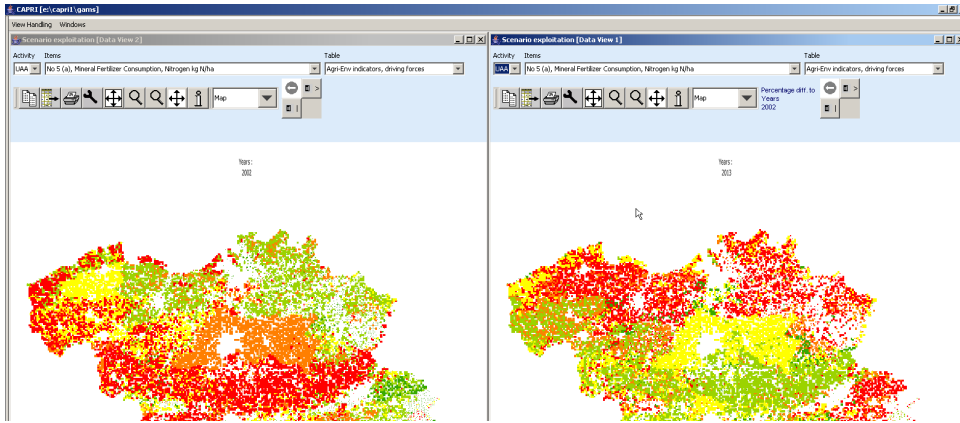 CAPRI [e:\capri1\gams]
View Handling Windows
Scenario exploitation [Data View 2]
Activity Items Table
UAA No 5 (a), Mineral Fertilizer Consumption, Nitrogen kg N/ha Agri-Env indicators, driving forces
Map
Years :
2002
Scenario exploitation [Data View 1]
Activity Items Table
UAA No 5 (a), Mineral Fertilizer Consumption, Nitrogen kg N/ha Agri-Env indicators, driving forces
Map
Percentage diff. to
Years
2002
Years :
2013